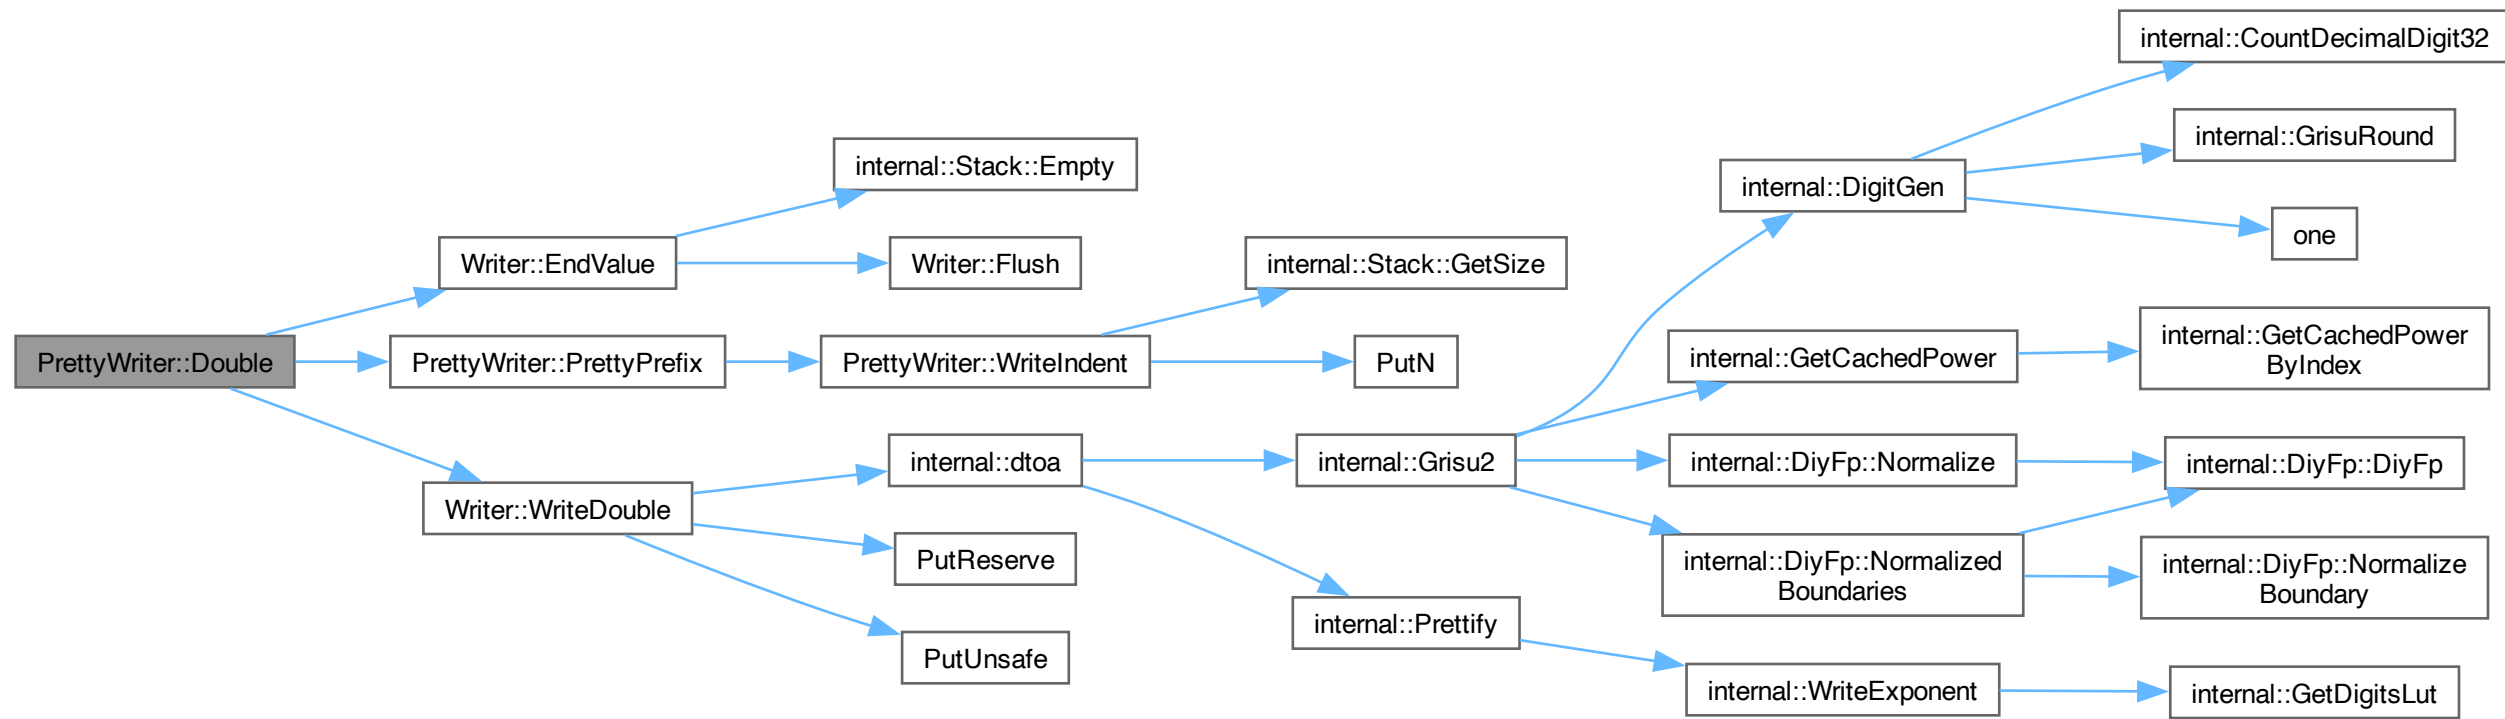 PrettyWriter::Double
Writer::EndValue
internal::Stack::Empty
Writer::Flush
PrettyWriter::PrettyPrefix
PrettyWriter::WriteIndent
internal::Stack::GetSize
PutN
Writer::WriteDouble
internal::dtoa
internal::Grisu2
internal::DigitGen
internal::CountDecimalDigit32
internal::GrisuRound
one
internal::GetCachedPower
internal::GetCachedPower
ByIndex
internal::DiyFp::Normalize
internal::DiyFp::DiyFp
internal::DiyFp::Normalized
Boundaries
internal::DiyFp::Normalize
Boundary
internal::Prettify
internal::WriteExponent
internal::GetDigitsLut
PutReserve
PutUnsafe